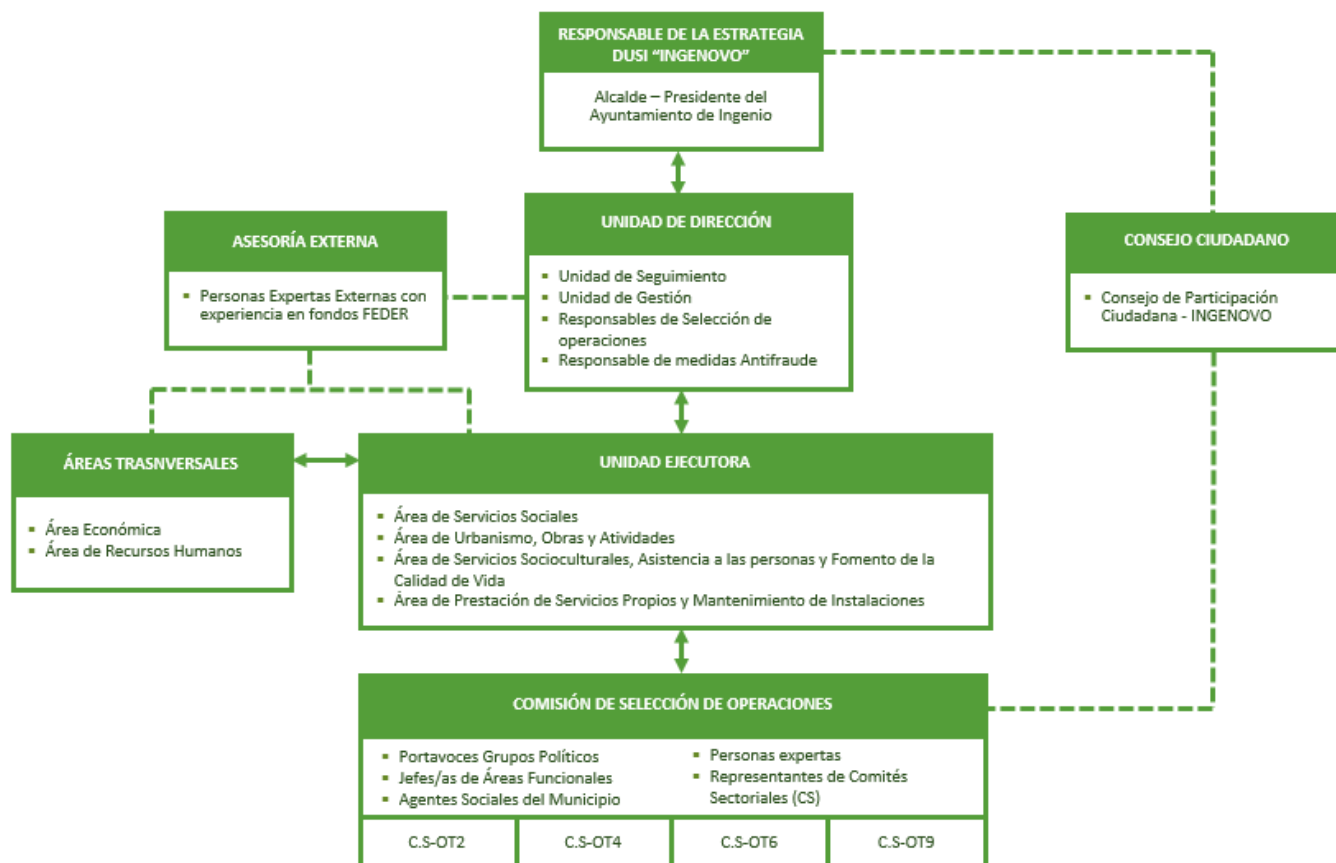 RESPONSABLE DE LA ESTRATEGIA
DUSI “INGENOVO”
Alcalde – Presidente del
Ayuntamiento de Ingenio
UNIDAD DE DIRECCIÓN
▪ Unidad de Seguimiento
▪ Unidad de Gestión
▪ Responsables de Selección de
operaciones
▪ Responsable de medidas Antifraude
ASESORÍA EXTERNA
▪ Personas Expertas Externas con
experiencia en fondos FEDER
CONSEJO CIUDADANO
▪ Consejo de Participación
Ciudadana - INGENOVO
ÁREAS TRASNVERSALES
▪ Área Económica
▪ Área de Recursos Humanos
UNIDAD EJECUTORA
▪ Área de Servicios Sociales
▪ Área de Urbanismo, Obras y Atividades
▪ Área de Servicios Socioculturales, Asistencia a las personas y Fomento de la
Calidad de Vida
▪ Área de Prestación de Servicios Propios y Mantenimiento de Instalaciones
COMISIÓN DE SELECCIÓN DE OPERACIONES
▪ Portavoces Grupos Políticos
▪ Jefes/as de Áreas Funcionales
▪ Agentes Sociales del Municipio
▪ Personas expertas
▪ Representantes de Comités
Sectoriales (CS)
C.S-OT2
C.S-OT4
C.S-OT6
C.S-OT9